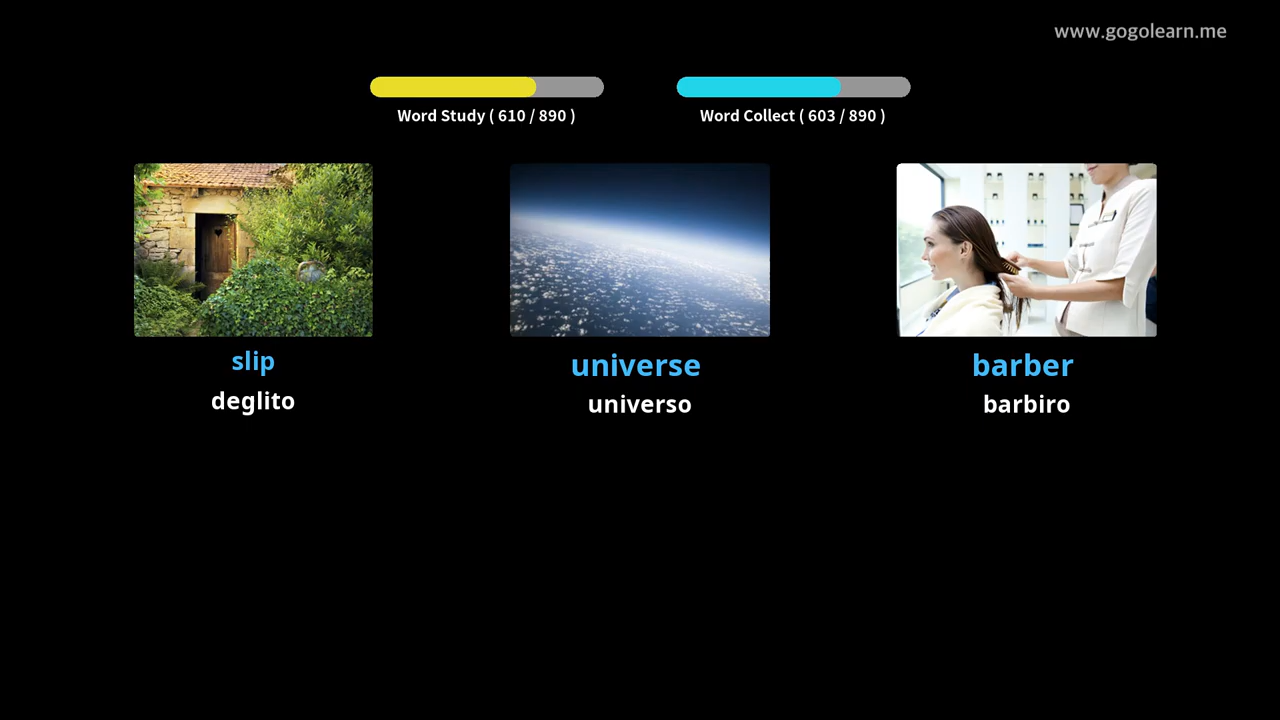 www.gogolearn.me
Word Study ( 610 / 890 )
Word Collect ( 603 / 890 )
slip
deglito
universe
universo
barber
barbiro